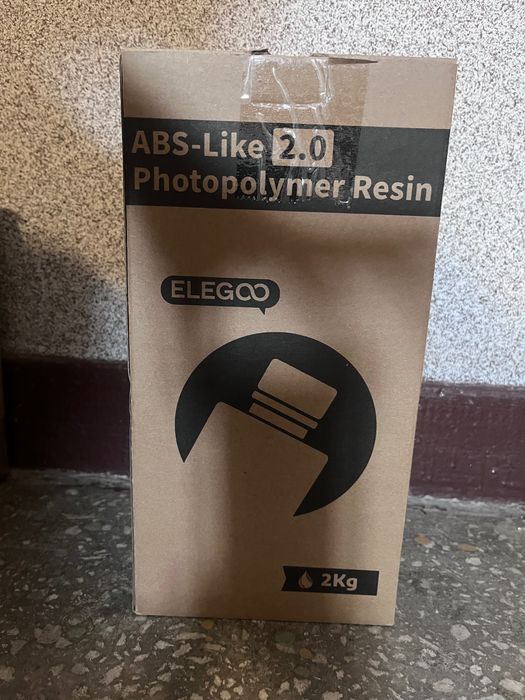 ABS-Like 2.0
Photopolymer Resin
ELEGOO
2Kg